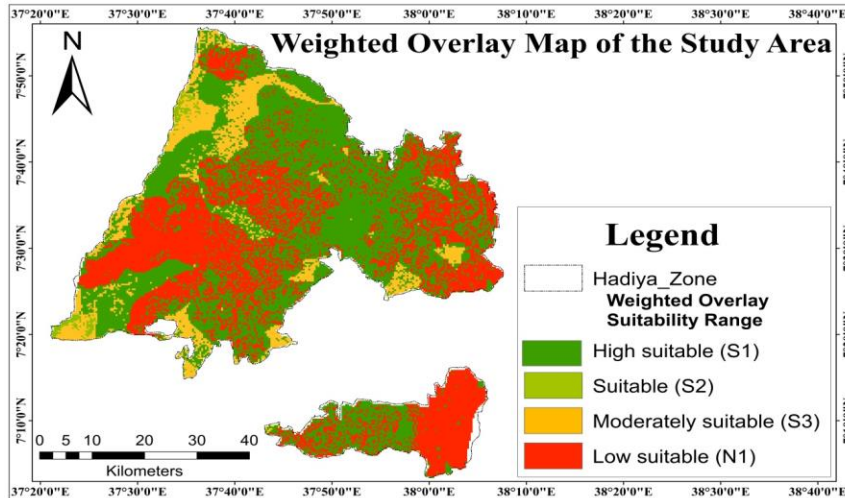 37°20'0"E 37°30'0"E 37°40'0"E 37°50'0"E 38°0'0"E 38°10'0"E 38°20'0"E 38°30'0"E 38°40'0"E
N
Weighted Overlay Map of the Study Area
7°50'0"N
7°40'0"N
7°30'0"N
7°20'0"N
7°10'0"N
Legend
Hadiya_Zone
Weighted Overlay
Suitability Range
High suitable (S1)
Suitable (S2)
Moderately suitable (S3)
Low suitable (N1)
0 5 10 20 30 40
Kilometers
37°20'0"E 37°30'0"E 37°40'0"E 37°50'0"E 38°0'0"E 38°10'0"E 38°20'0"E 38°30'0"E 38°40'0"E